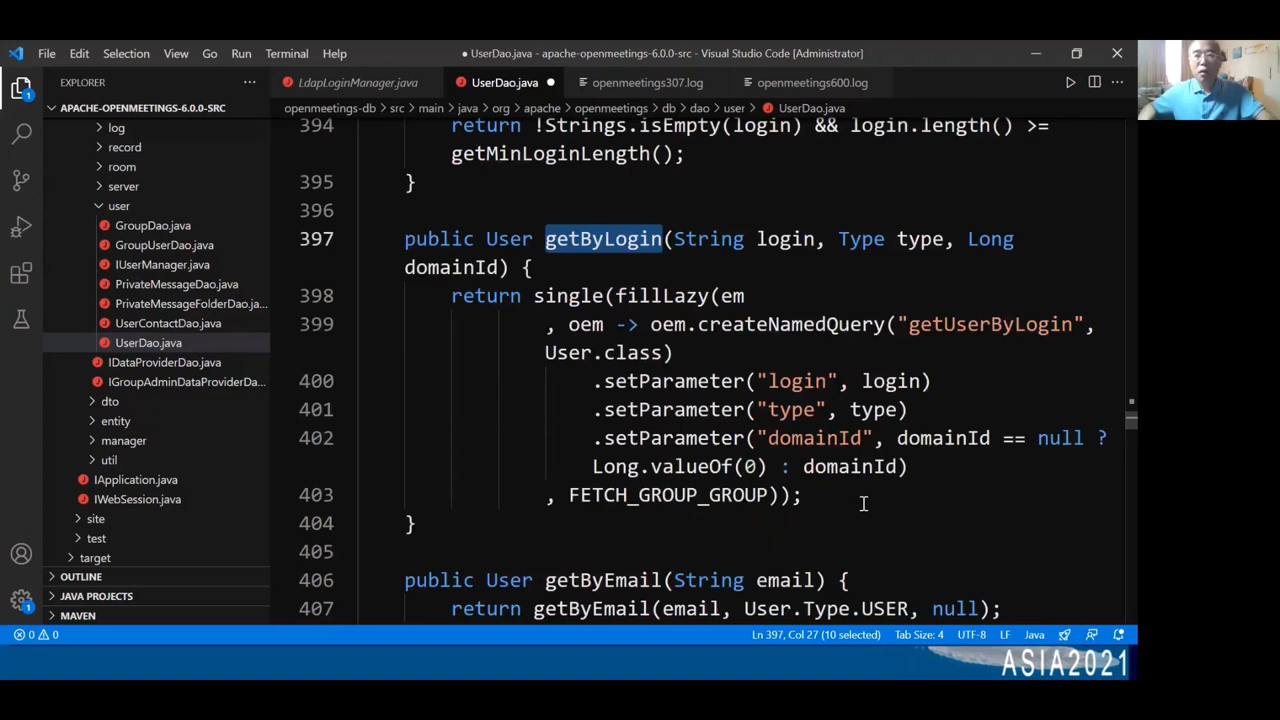 File Edit Selection View Go Run Terminal Help
● UserDao.java - apache-openmeetings-6.0.0-src - Visual Studio Code [Administrator]
EXPLORER ···
LdapLoginManager.java UserDao.java ● openmeetings307.log openmeetings600.log ···
APACHE-OPENMEETINGS-6.0.0-SRC
openmeetings-db > src > main > java > org > apache > openmeetings > db > dao > user > UserDao.java
log
record
room
server
user
GroupDao.java
GroupUserDao.java
IUserManager.java
PrivateMessageDao.java
PrivateMessageFolderDao.ja...
UserContactDao.java
UserDao.java
IDataProviderDao.java
IGroupAdminDataProviderDa...
dto
entity
manager
util
IApplication.java
IWebSession.java
site
test
target
OUTLINE
JAVA PROJECTS
MAVEN
394 return !Strings.isEmpty(login) && login.length() >=
getMinLoginLength();
395 }
396
397 public User getByLogin(String login, Type type, Long
domainId) {
398 return single(fillLazy(em
399 , oem -> oem.createNamedQuery("getUserByLogin",
User.class)
400 .setParameter("login", login)
401 .setParameter("type", type)
402 .setParameter("domainId", domainId == null ?
Long.valueOf(0) : domainId)
403 , FETCH_GROUP_GROUP));
404 }
405
406 public User getByEmail(String email) {
407 return getByEmail(email, User.Type.USER, null);
1
1
0 0 Ln 397, Col 27 (10 selected) Tab Size: 4 UTF-8 LF Java
ASIA2021